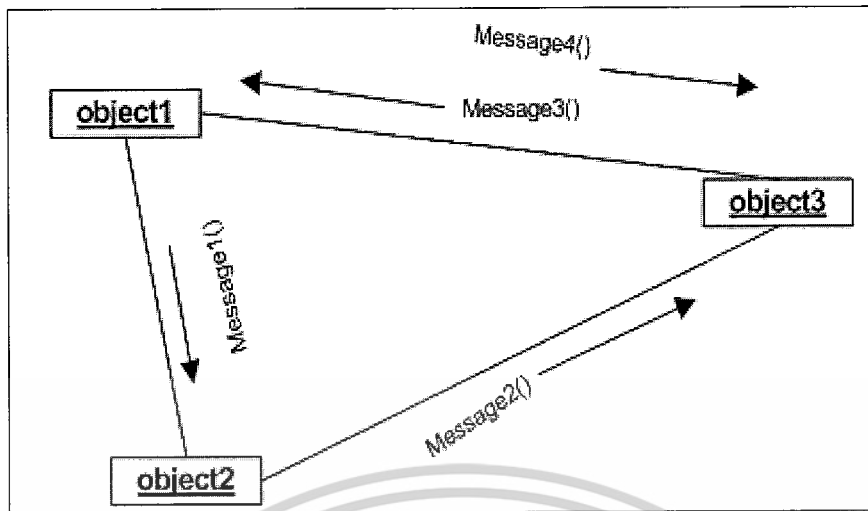 Message4()
Message3()
object1
object3
Message1()
Message2()
object2